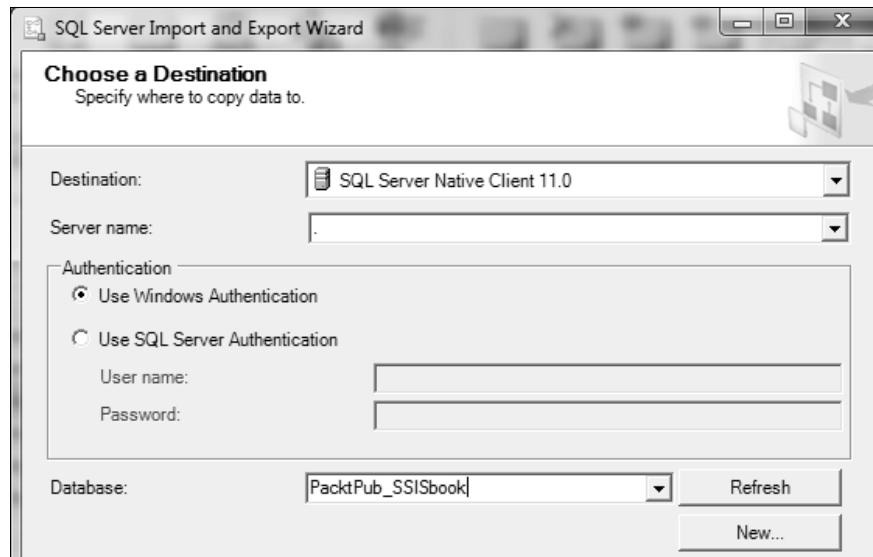 SQL Server Import and Export Wizard
Choose a Destination
Specify where to copy data to.
Destination: SQL Server Native Client 11.0
Server name: .
Authentication
Use Windows Authentication
Use SQL Server Authentication
User name:
Password:
Database: PacktPub_SSISbook Refresh
New...